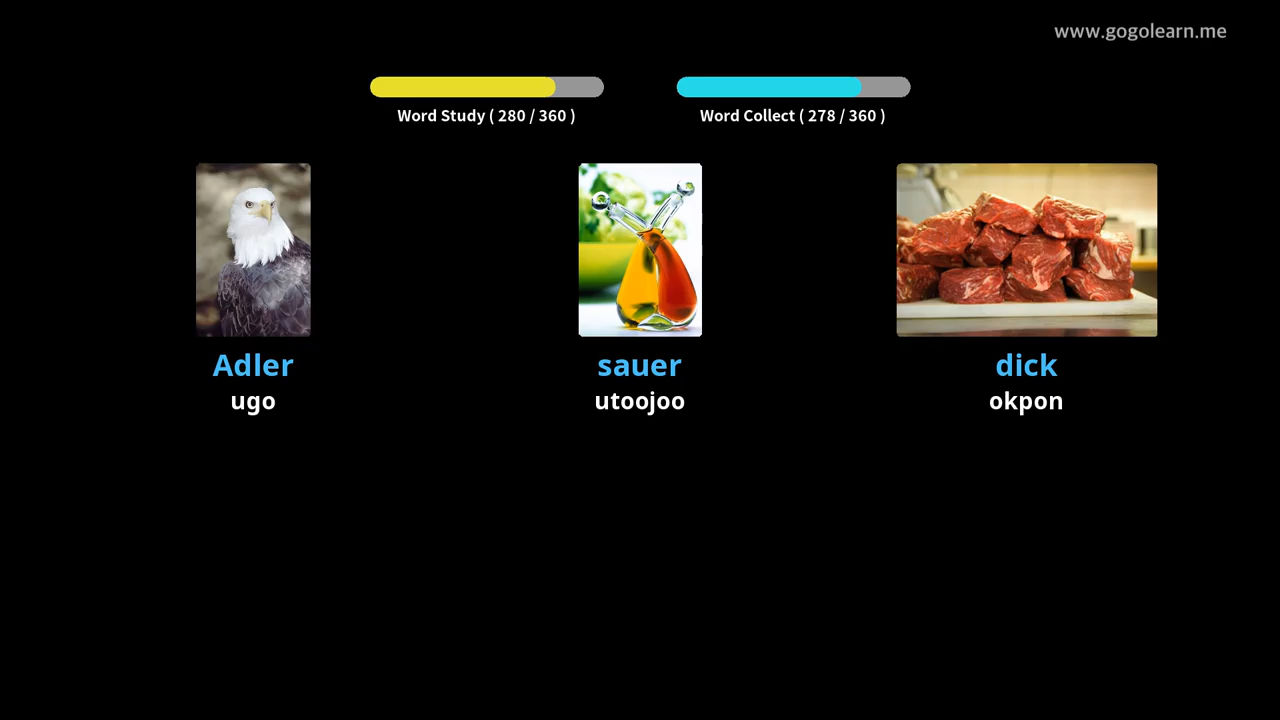 www.gogolearn.me
Word Study ( 280 / 360 )
Word Collect ( 278 / 360 )
Adler
sauer
dick
ugo
utoojoo
okpon